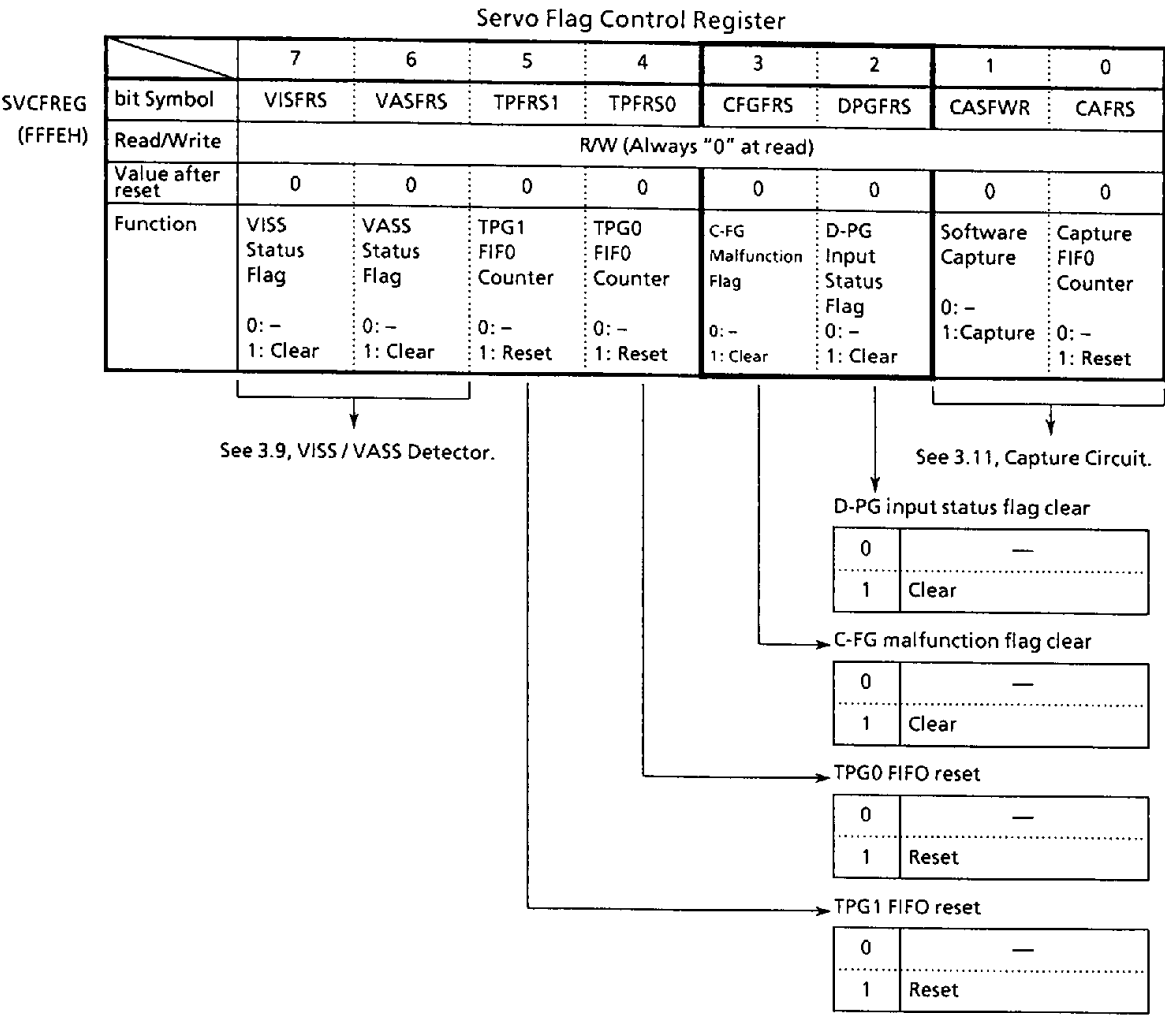 Servo Flag Control Register
7 6 5 4 3 2 1 0
SVCFREG
(FFFEH)
bit Symbol VISFRS VASFRS TPFRS1 TPFRS0 CFGFRS DPGFRS CASFWR CAFRS
Read/Write R/W (Always "0" at read)
Value after
reset 0 0 0 0 0 0 0 0
Function
VISS
Status
Flag
0: –
1: Clear
VASS
Status
Flag
0: –
1: Clear
TPG1
FIF0
Counter
0: –
1: Reset
TPG0
FIF0
Counter
0: –
1: Reset
C-FG
Malfunction
Flag
0: –
1: Clear
D-PG
Input
Status
Flag
0: –
1: Clear
Software
Capture
0: –
1:Capture
Capture
FIF0
Counter
0: –
1: Reset
See 3.9, VISS / VASS Detector.
See 3.11, Capture Circuit.
D-PG input status flag clear
0 —
1 Clear
C-FG malfunction flag clear
0 —
1 Clear
TPG0 FIFO reset
0 —
1 Reset
TPG1 FIFO reset
0 —
1 Reset